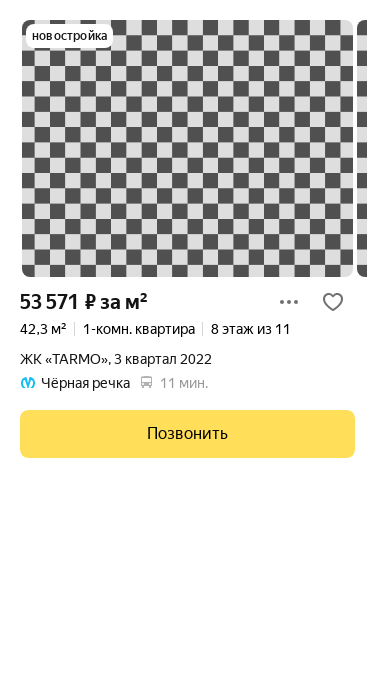 новостройка
53 571 ₽ за м²
42,3 м² 1-комн. квартира 8 этаж из 11
ЖК «TARMO», 3 квартал 2022
Чёрная речка 11 мин.
Позвонить